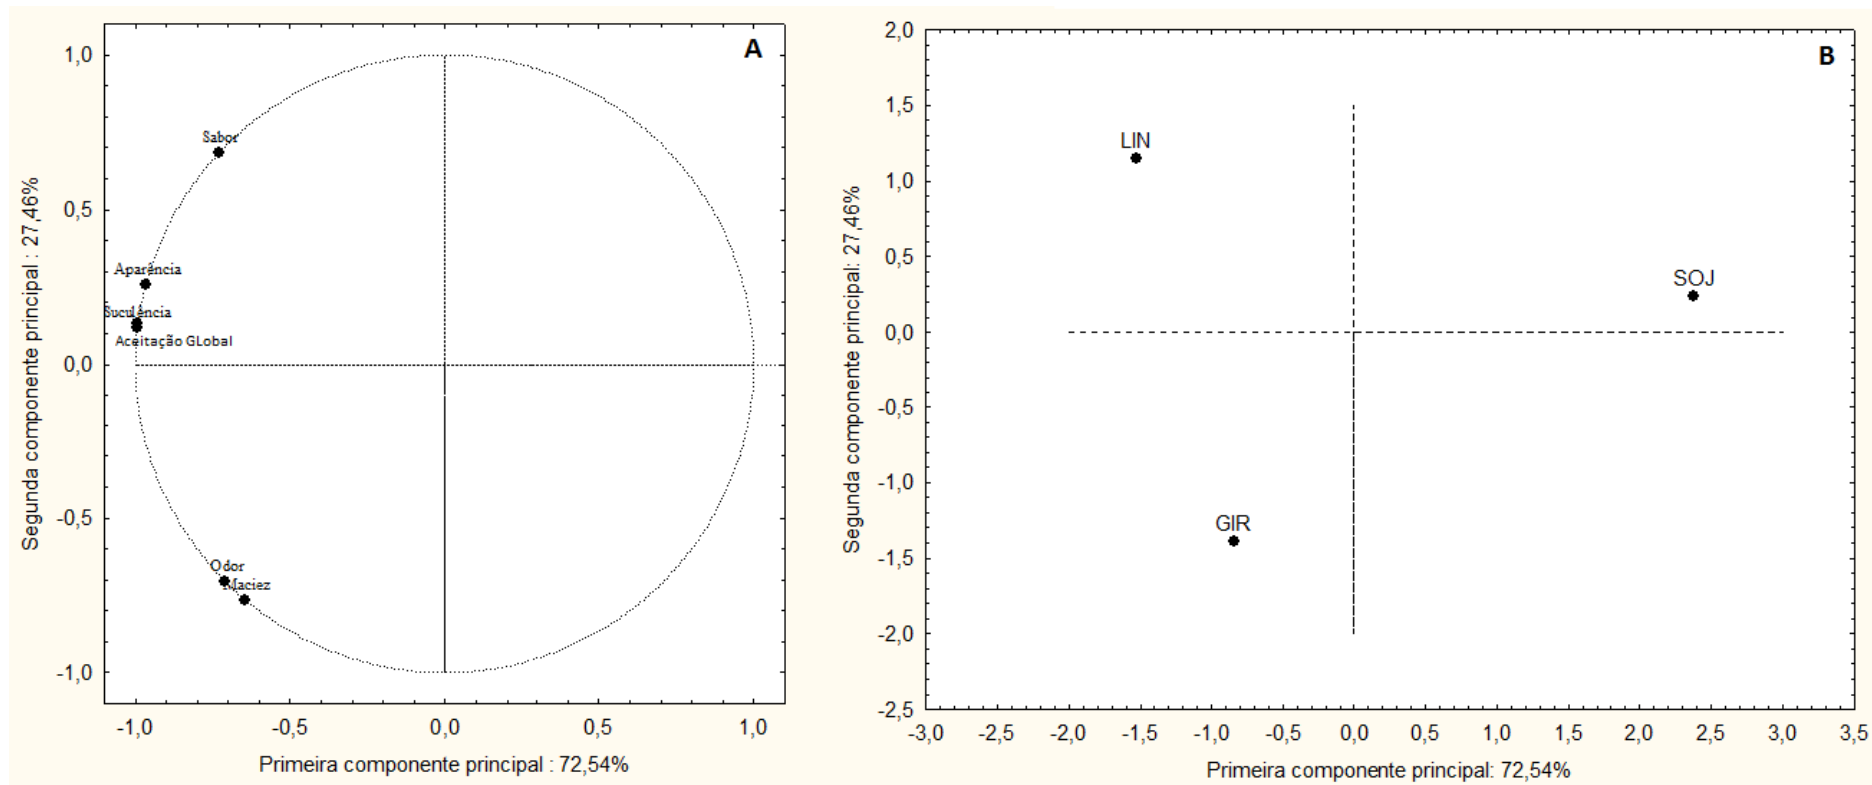 A
1,0
0,5
0,0
-0,5
-1,0
Segunda componente principal : 27,46%
Sabor
Aparência
Suculência
Aceitação GLobal
Odor
Maciez
-1,0 -0,5 0,0 0,5 1,0
Primeira componente principal : 72,54%
B
2,0
1,5
1,0
0,5
0,0
-0,5
-1,0
-1,5
-2,0
-2,5
Segunda componente principal: 27,46%
LIN
SOJ
GIR
-3,0 -2,5 -2,0 -1,5 -1,0 -0,5 0,0 0,5 1,0 1,5 2,0 2,5 3,0 3,5
Primeira componente principal: 72,54%